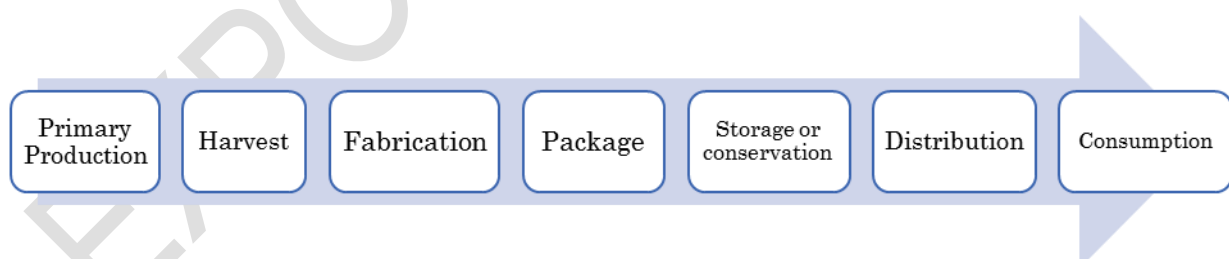 Primary
Production
Harvest
Fabrication
Package
Storage or
conservation
Distribution
Consumption